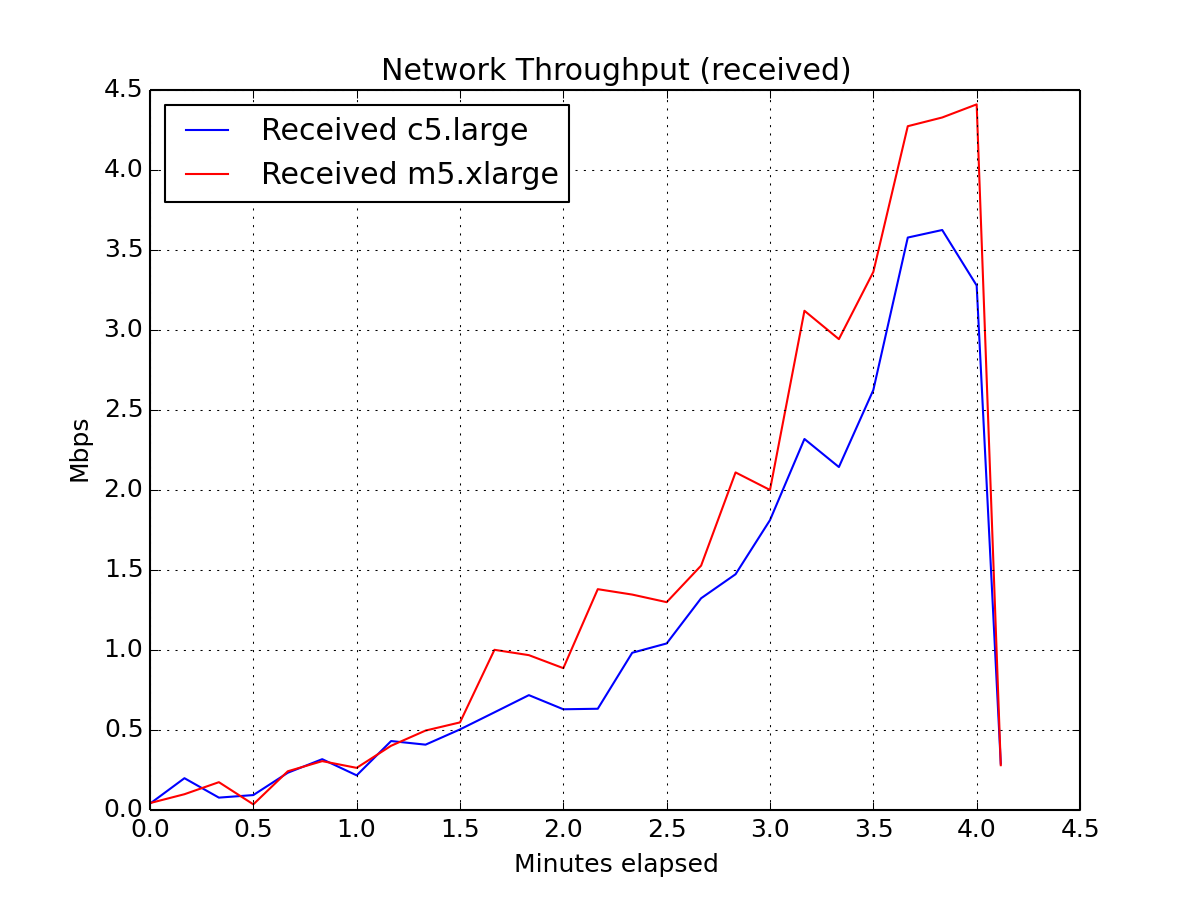 Network Throughput (received)
Received c5.large
Received m5.xlarge
4.5
4.0
3.5
3.0
2.5
2.0
1.5
1.0
0.5
0.0
Mbps
0.0 0.5 1.0 1.5 2.0 2.5 3.0 3.5 4.0 4.5
Minutes elapsed